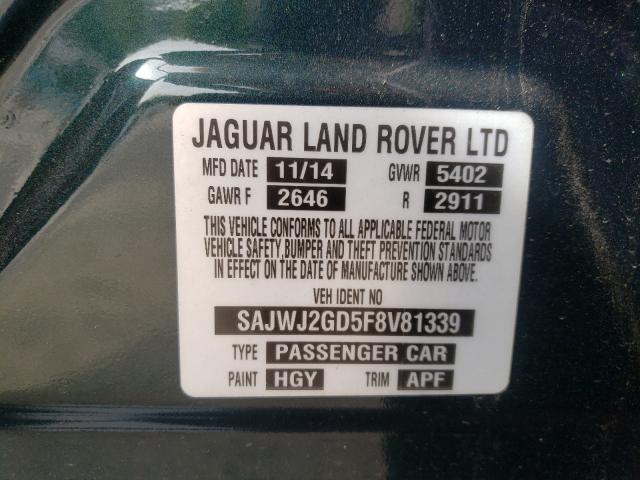 JAGUAR LAND ROVER LTD
MFD DATE 11/14 GVWR 5402
GAWR F 2646 R 2911
THIS VEHICLE CONFORMS TO ALL APPLICABLE FEDERAL MOTOR
VEHICLE SAFETY,BUMPER AND THEFT PREVENTION STANDARDS
IN EFFECT ON THE DATE OF MANUFACTURE SHOWN ABOVE.
VEH IDENT NO
SAJWJ2GD5F8V81339
TYPE PASSENGER CAR
PAINT HGY TRIM APF